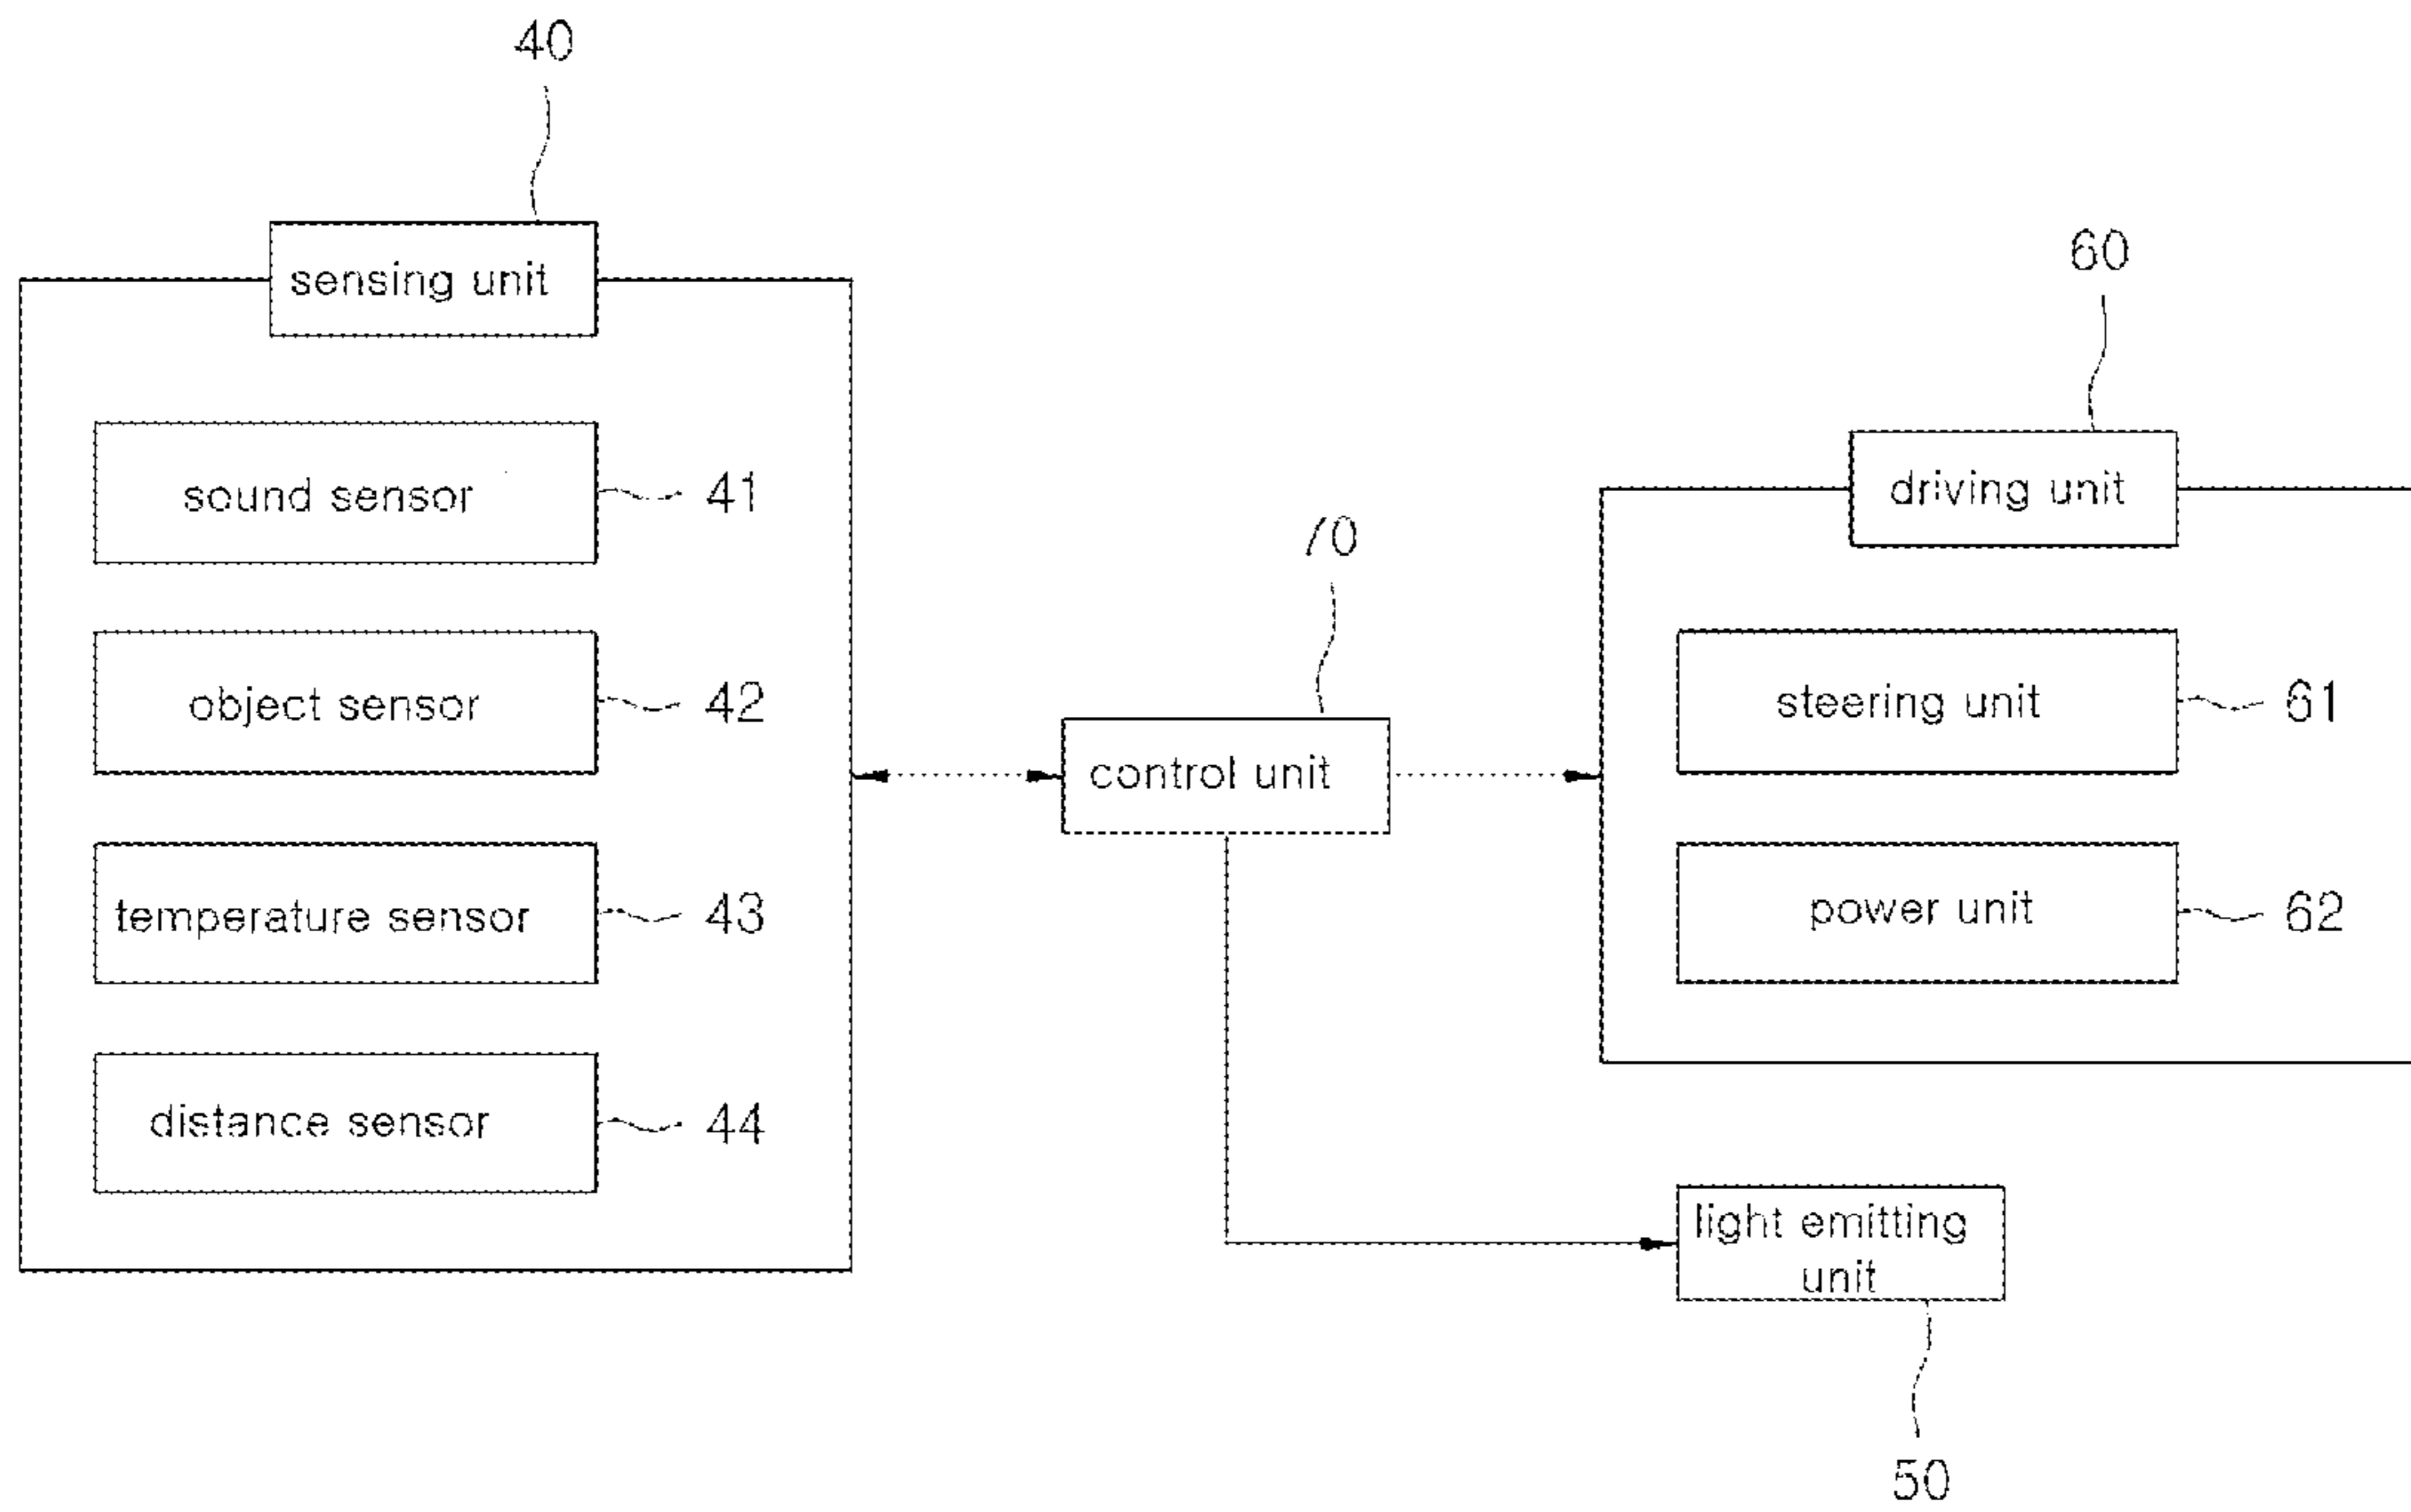 40
sensing unit
sound sensor 41
object sensor 42
temperature sensor 43
distance sensor 44
70
control unit
60
driving unit
steering unit 61
power unit 62
light emitting
unit
50